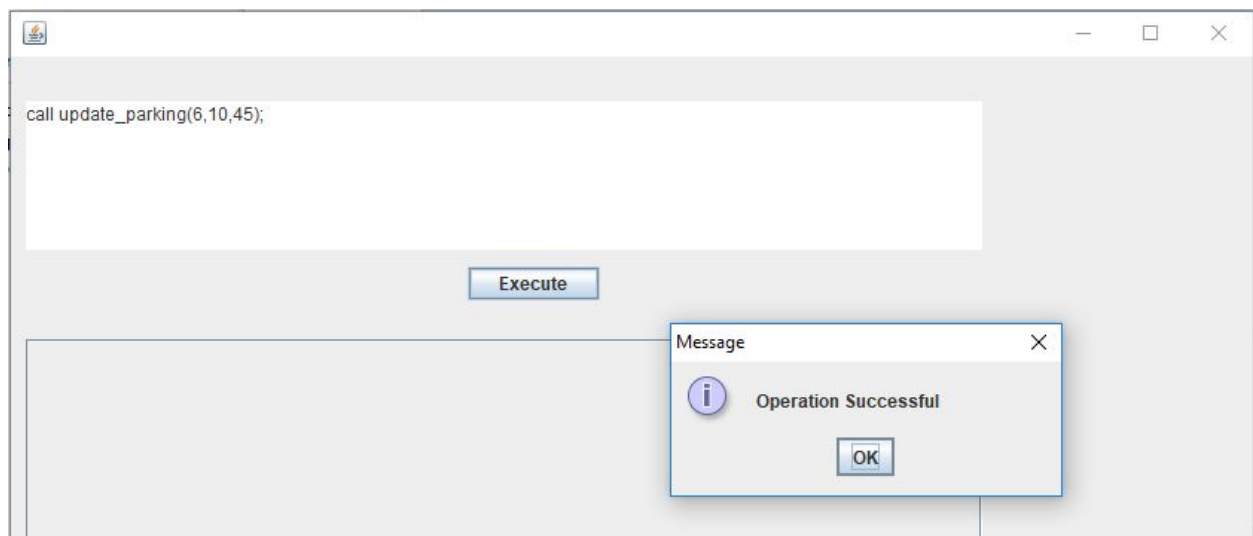 call update_parking(6,10,45);
Execute
Message
i
Operation Successful
OK